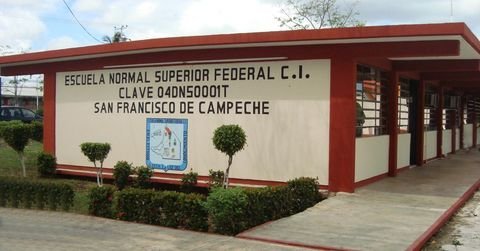 ESCUELA NORMAL SUPERIOR FEDERAL C.I.
CLAVE 04DNS0001T
SAN FRANCISCO DE CAMPECHE